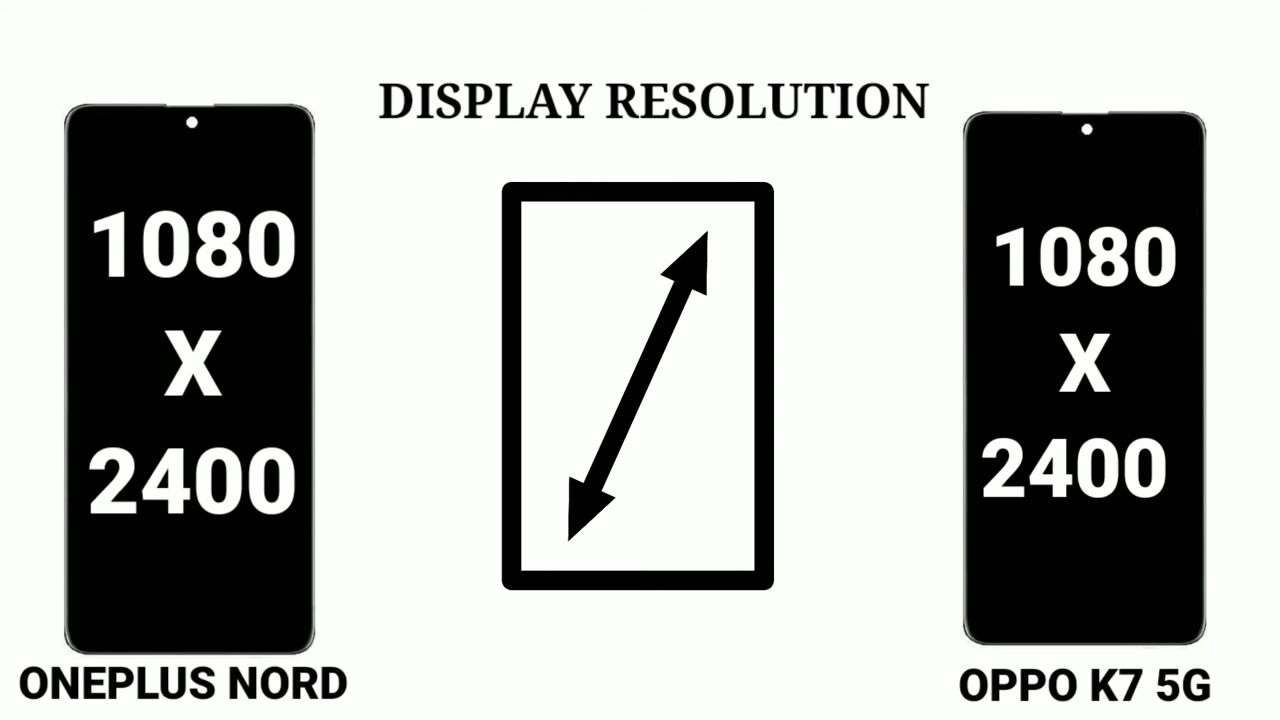 DISPLAY RESOLUTION
1080
X
2400
ONEPLUS NORD
1080
X
2400
OPPO K7 5G